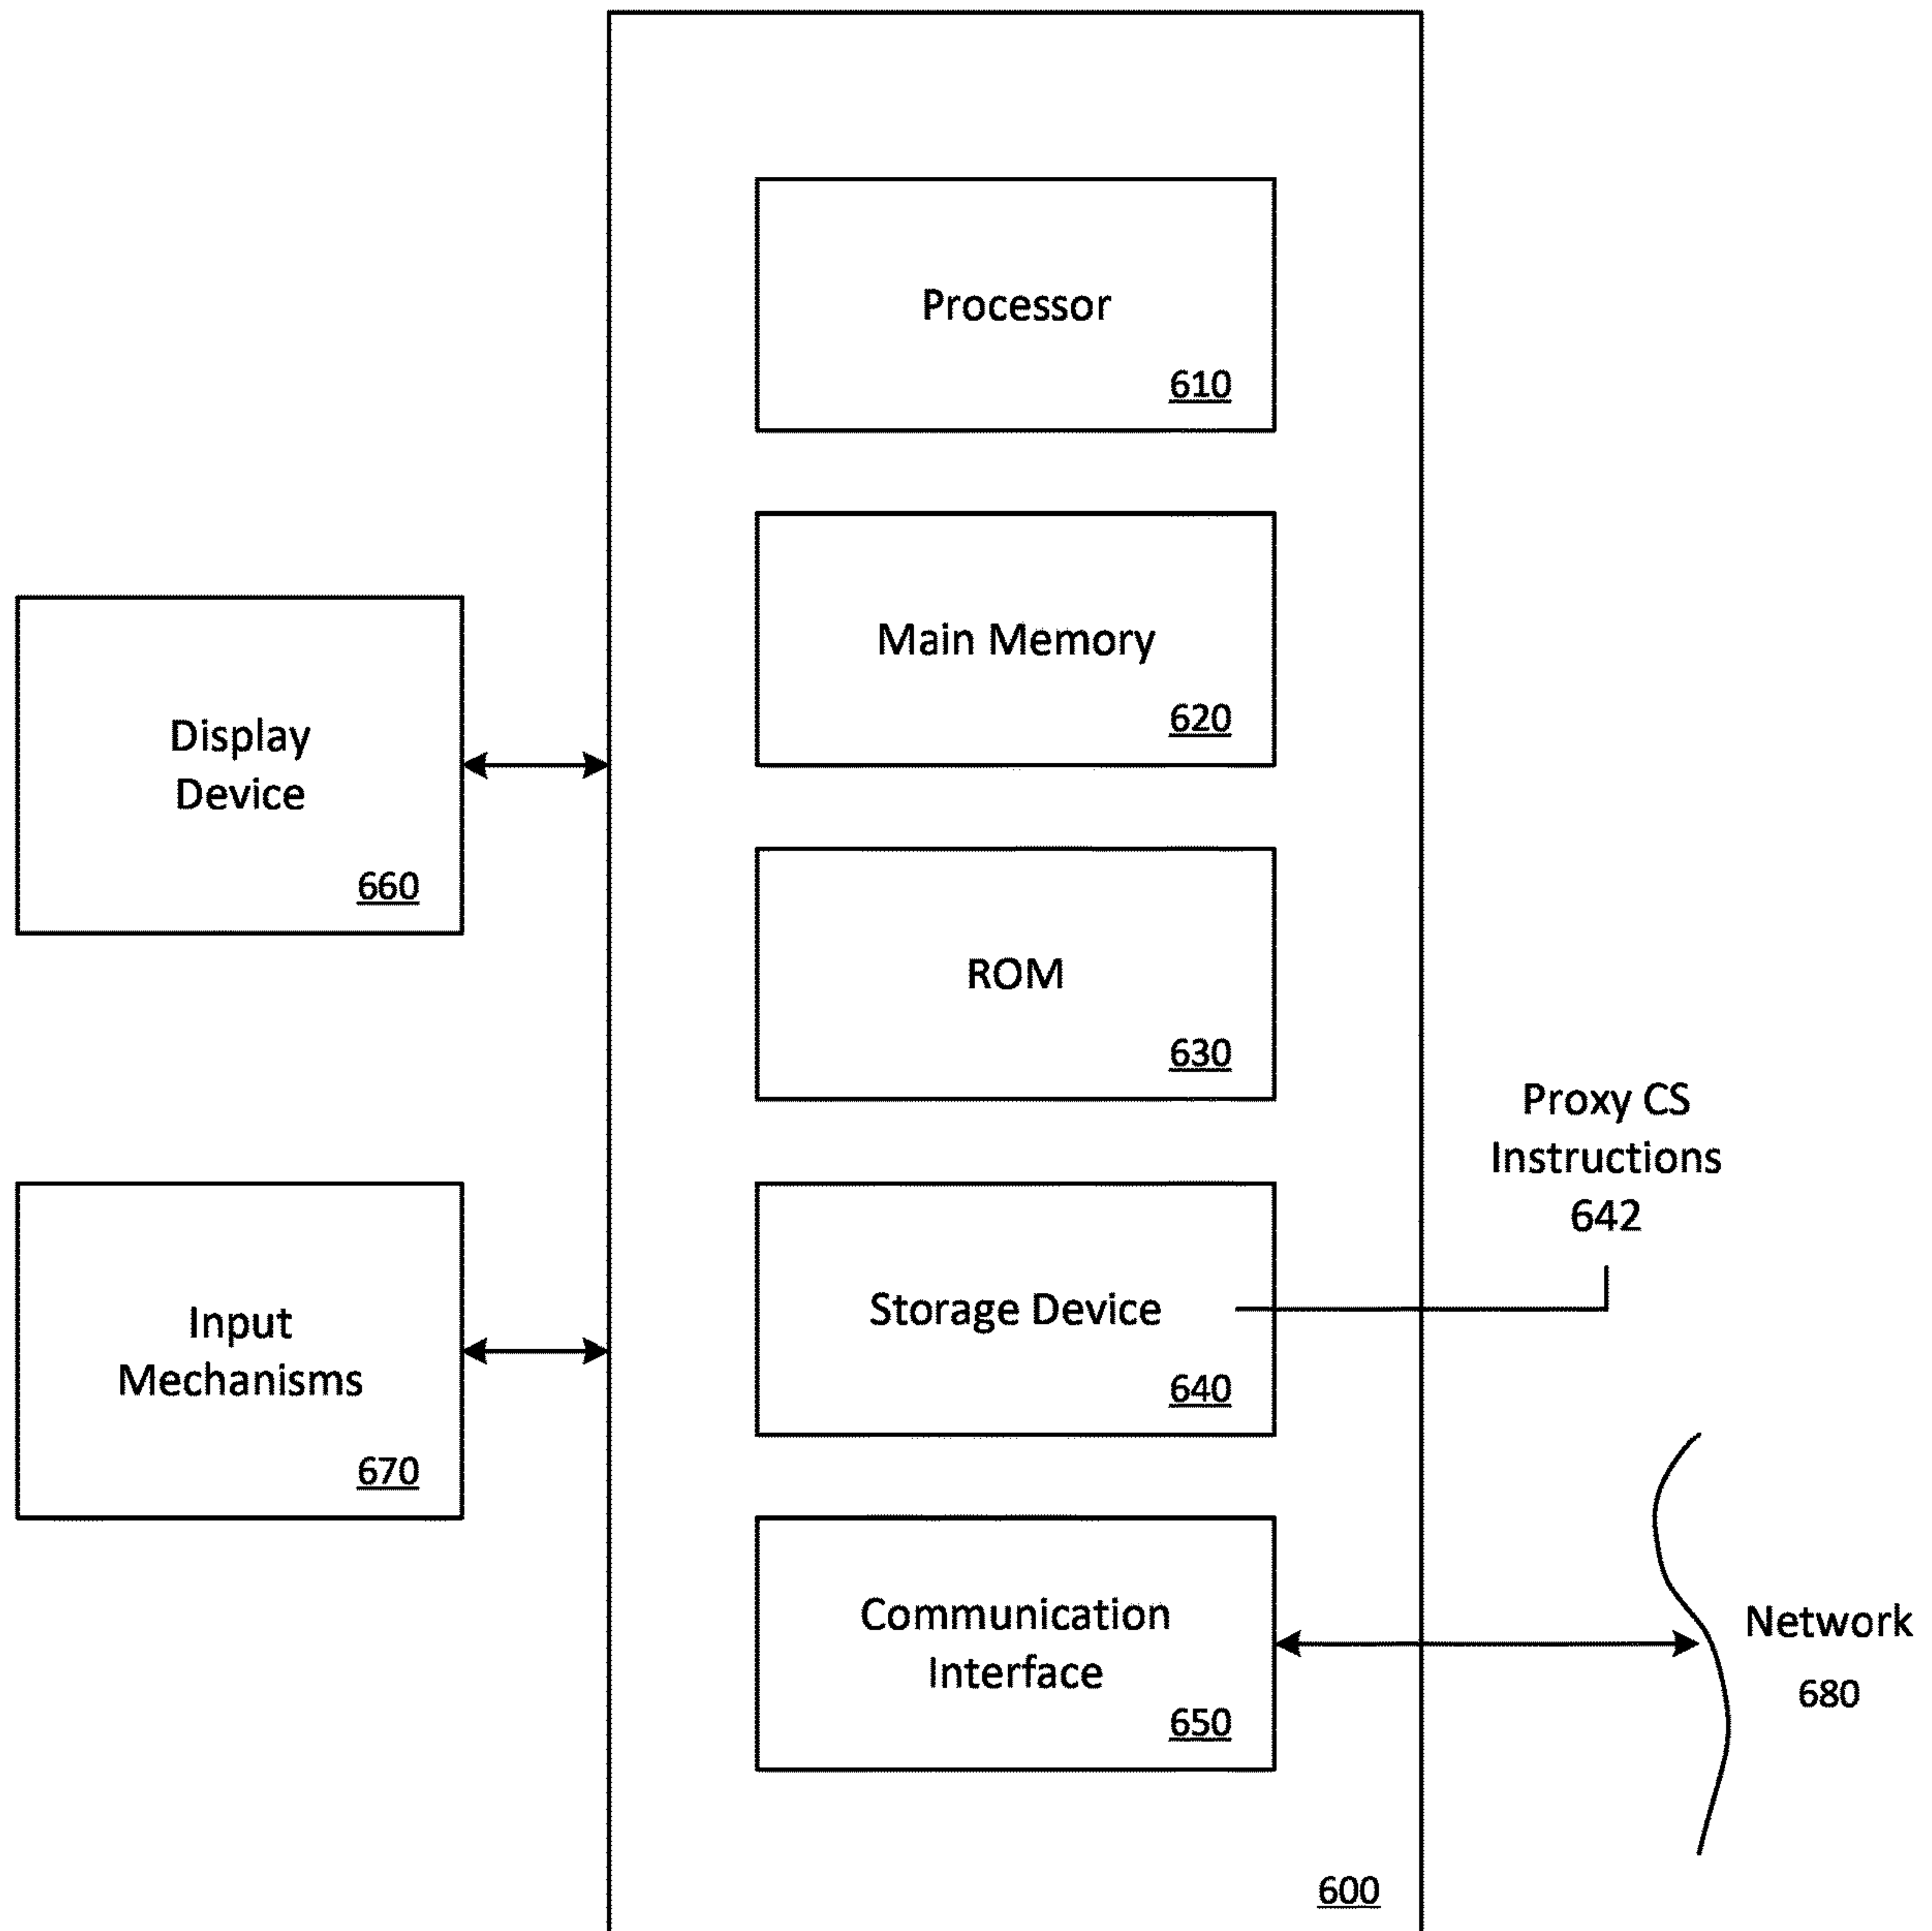 Processor
610
Main Memory
620
Display
Device
660
ROM
630
Proxy CS
Instructions
642
Storage Device
640
Input
Mechanisms
670
Communication
Interface
650
Network
680
600